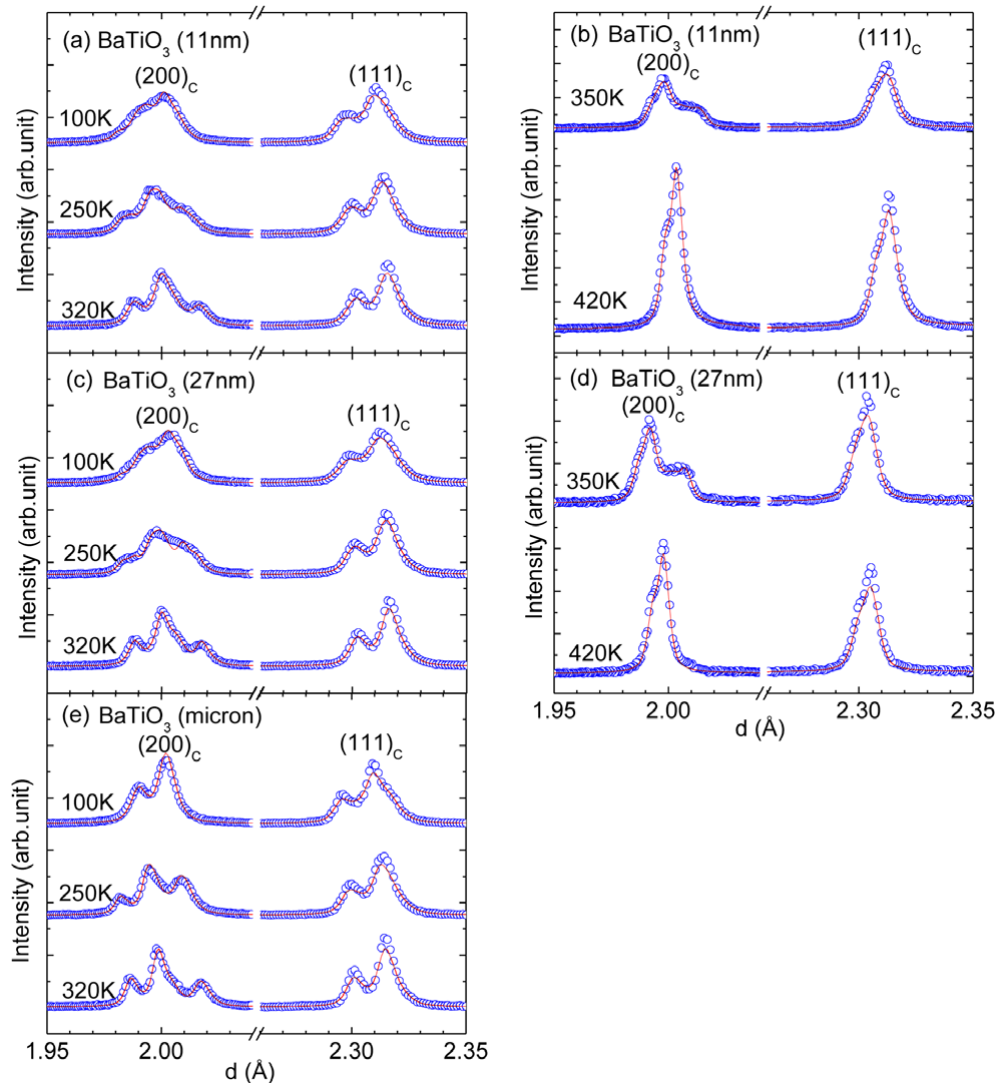 (a) BaTiO3 (11nm)
(200)C
(111)C
100K
250K
320K
Intensity (arb.unit)
(b) BaTiO3 (11nm)
(200)C
(111)C
350K
420K
Intensity (arb.unit)
(c) BaTiO3 (27nm)
(200)C
(111)C
100K
250K
320K
Intensity (arb.unit)
(d) BaTiO3 (27nm)
(200)C
(111)C
350K
420K
Intensity (arb.unit)
1.95 2.00 2.30 2.35
d (Å)
(e) BaTiO3 (micron)
(200)C
(111)C
100K
250K
320K
Intensity (arb.unit)
1.95 2.00 2.30 2.35
d (Å)